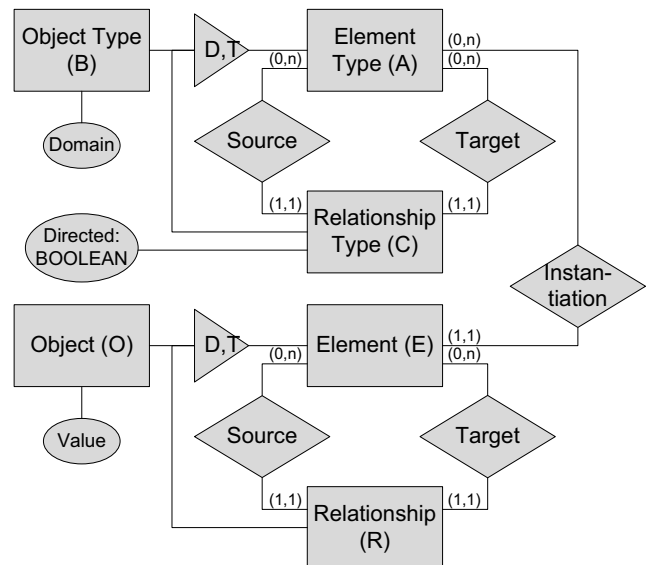 Object Type
(B)
D,T
Element
Type (A)
(0,n)
(0,n)
(0,n)
Domain
Source
Target
(1,1)
(1,1)
Relationship
Type (C)
Directed:
BOOLEAN
Instan-
tiation
Object (O)
D,T
Element (E)
(0,n)
(1,1)
(0,n)
Value
Source
Target
(1,1)
(1,1)
Relationship
(R)